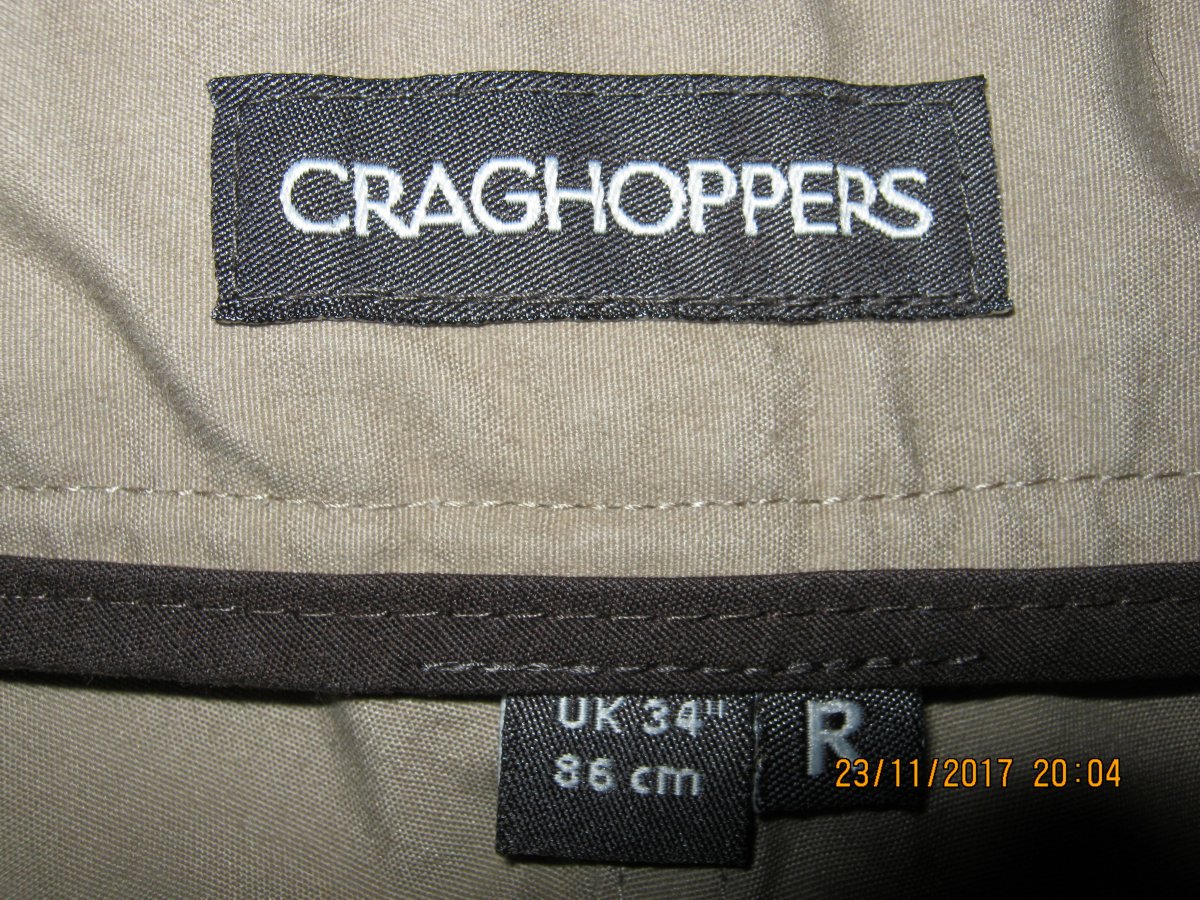 CRAGHOPPERS
UK 34"
86 cm
R
23/11/2017 20:04